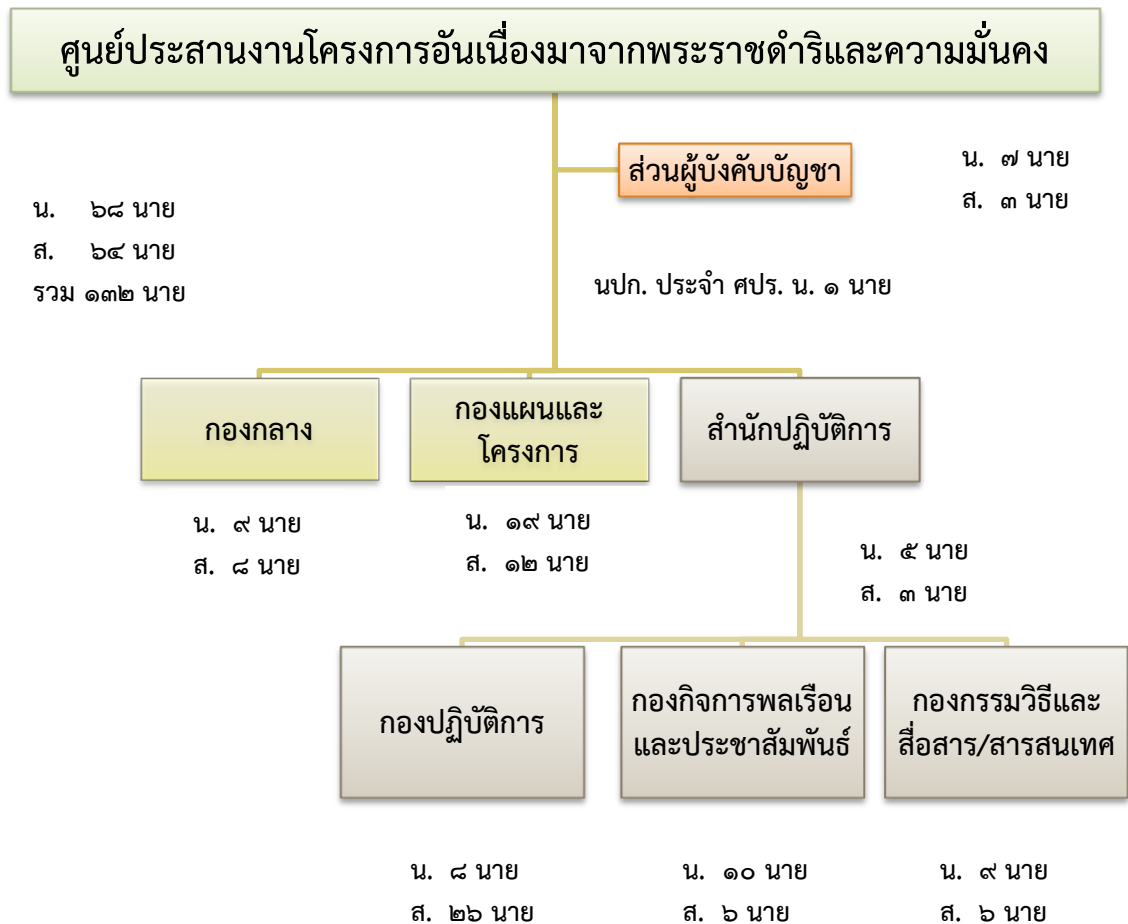 ศูนย์ประสานงานโครงการอันเนื่องมาจากพระราชดำริและความมั่นคง
ส่วนผู้บังคับบัญชา
น. ๗ นาย
ส. ๓ นาย
น. ๖๘ นาย
ส. ๖๔ นาย
รวม ๑๓๒ นาย
นปก. ประจำ ศปร. น. ๑ นาย
กองกลาง
กองแผนและ
โครงการ
สำนักปฏิบัติการ
น. ๙ นาย
ส. ๘ นาย
น. ๑๙ นาย
ส. ๑๒ นาย
น. ๕ นาย
ส. ๓ นาย
กองปฏิบัติการ
กองกิจการพลเรือน
และประชาสัมพันธ์
กองกรรมวิธีและ
สื่อสาร/สารสนเทศ
น. ๘ นาย
ส. ๒๖ นาย
น. ๑๐ นาย
ส. ๖ นาย
น. ๙ นาย
ส. ๖ นาย